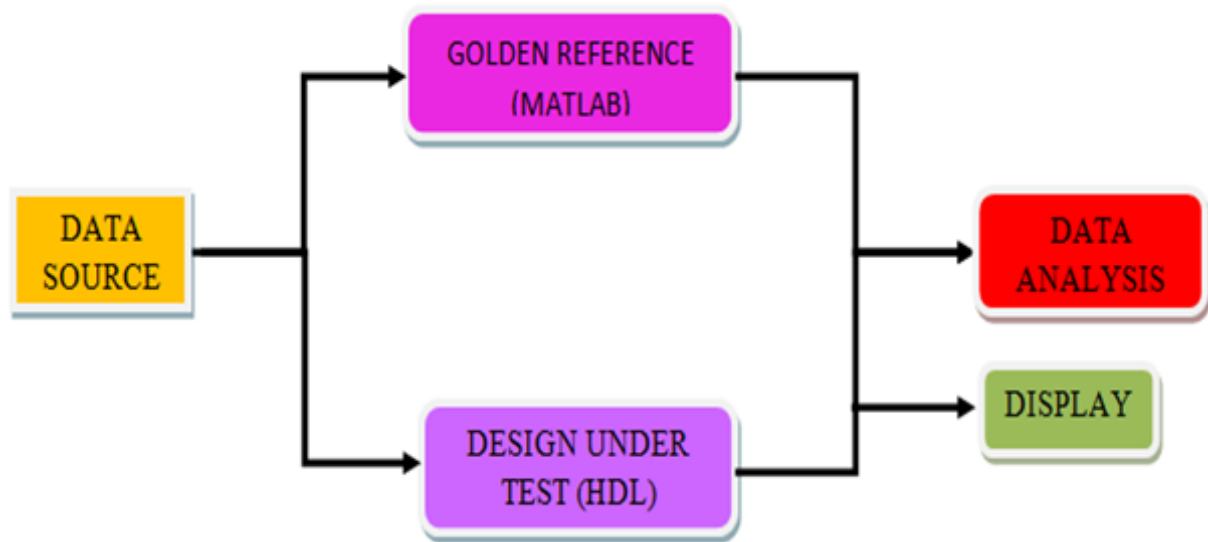 GOLDEN REFERENCE
(MATLAB)
DATA
SOURCE
DATA
ANALYSIS
DISPLAY
DESIGN UNDER
TEST (HDL)